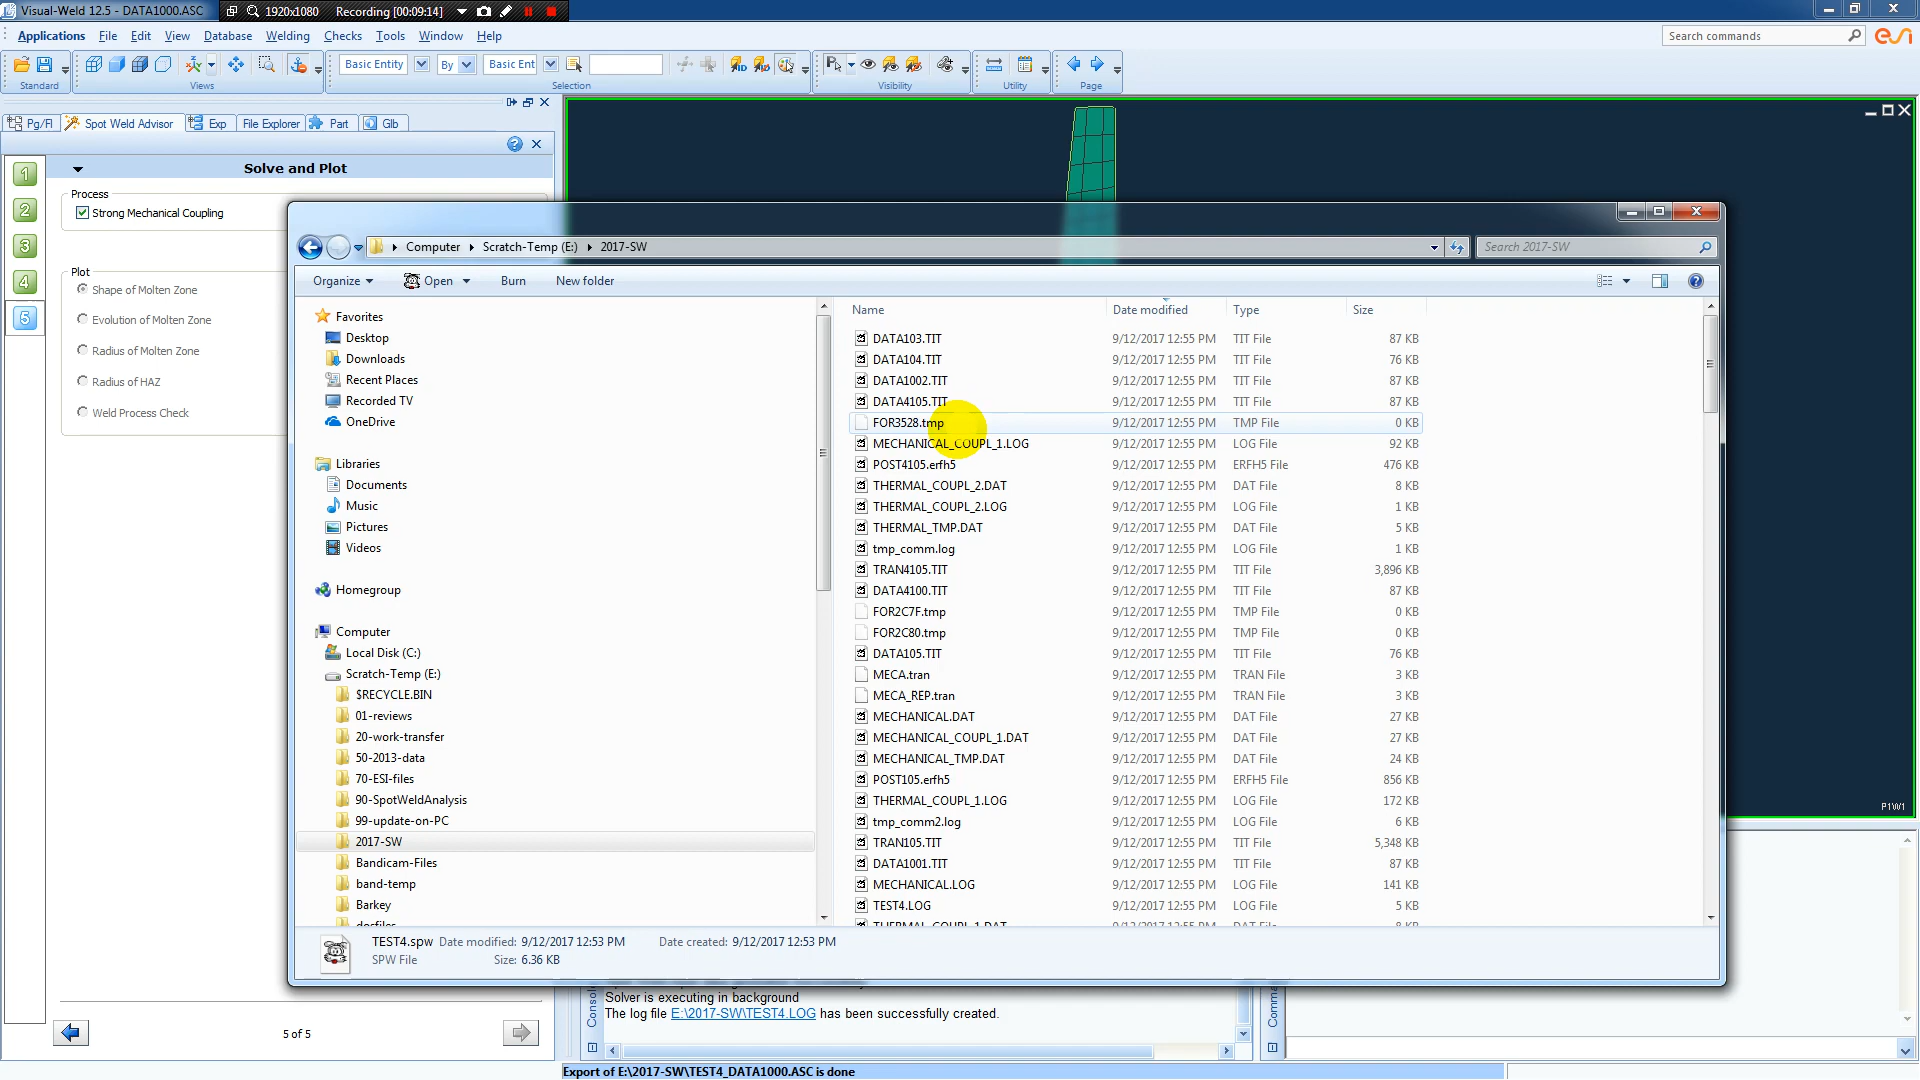 Visual-Weld 12.5 - DATA1000.ASC
1920x1080 Recording [00:09:14]
Applications File Edit View Database Welding Checks Tools Window Help
Search commands
esi
Basic Entity By Basic Ent
Standard Views Selection Visibility Utility Page
Pg/Fl Spot Weld Advisor Exp File Explorer Part Glb
Solve and Plot
1
2
3
4
5
Process
Strong Mechanical Coupling
Plot
Shape of Molten Zone
Evolution of Molten Zone
Radius of Molten Zone
Radius of HAZ
Weld Process Check
5 of 5
Computer Scratch-Temp (E:) 2017-SW
Search 2017-SW
Organize Open Burn New folder
Favorites
Desktop
Downloads
Recent Places
Recorded TV
OneDrive
Libraries
Documents
Music
Pictures
Videos
Homegroup
Computer
Local Disk (C:)
Scratch-Temp (E:)
$RECYCLE.BIN
01-reviews
20-work-transfer
50-2013-data
70-ESI-files
90-SpotWeldAnalysis
99-update-on-PC
2017-SW
Bandicam-Files
band-temp
Barkey
Name Date modified Type Size
DATA103.TIT 9/12/2017 12:55 PM TIT File 87 KB
DATA104.TIT 9/12/2017 12:55 PM TIT File 76 KB
DATA1002.TIT 9/12/2017 12:55 PM TIT File 87 KB
DATA4105.TIT 9/12/2017 12:55 PM TIT File 87 KB
FOR3528.tmp 9/12/2017 12:55 PM TMP File 0 KB
MECHANICAL_COUPL_1.LOG 9/12/2017 12:55 PM LOG File 92 KB
POST4105.erfh5 9/12/2017 12:55 PM ERFH5 File 476 KB
THERMAL_COUPL_2.DAT 9/12/2017 12:55 PM DAT File 8 KB
THERMAL_COUPL_2.LOG 9/12/2017 12:55 PM LOG File 1 KB
THERMAL_TMP.DAT 9/12/2017 12:55 PM DAT File 5 KB
tmp_comm.log 9/12/2017 12:55 PM LOG File 1 KB
TRAN4105.TIT 9/12/2017 12:55 PM TIT File 3,896 KB
DATA4100.TIT 9/12/2017 12:55 PM TIT File 87 KB
FOR2C7F.tmp 9/12/2017 12:55 PM TMP File 0 KB
FOR2C80.tmp 9/12/2017 12:55 PM TMP File 0 KB
DATA105.TIT 9/12/2017 12:55 PM TIT File 76 KB
MECA.tran 9/12/2017 12:55 PM TRAN File 3 KB
MECA_REP.tran 9/12/2017 12:55 PM TRAN File 3 KB
MECHANICAL.DAT 9/12/2017 12:55 PM DAT File 27 KB
MECHANICAL_COUPL_1.DAT 9/12/2017 12:55 PM DAT File 27 KB
MECHANICAL_TMP.DAT 9/12/2017 12:55 PM DAT File 24 KB
POST105.erfh5 9/12/2017 12:55 PM ERFH5 File 856 KB
THERMAL_COUPL_1.LOG 9/12/2017 12:55 PM LOG File 172 KB
tmp_comm2.log 9/12/2017 12:55 PM LOG File 6 KB
TRAN105.TIT 9/12/2017 12:55 PM TIT File 5,348 KB
DATA1001.TIT 9/12/2017 12:55 PM TIT File 87 KB
MECHANICAL.LOG 9/12/2017 12:55 PM LOG File 141 KB
TEST4.LOG 9/12/2017 12:55 PM LOG File 5 KB
THERMAL_COUPL_1.DAT 9/12/2017 12:55 PM DAT File 8 KB
TEST4.spw Date modified: 9/12/2017 12:53 PM Date created: 9/12/2017 12:53 PM
SPW File Size: 6.36 KB
P1W1
Solver is executing in background
The log file E:\2017-SW\TEST4.LOG has been successfully created.
Export of E:\2017-SW\TEST4_DATA1000.ASC is done